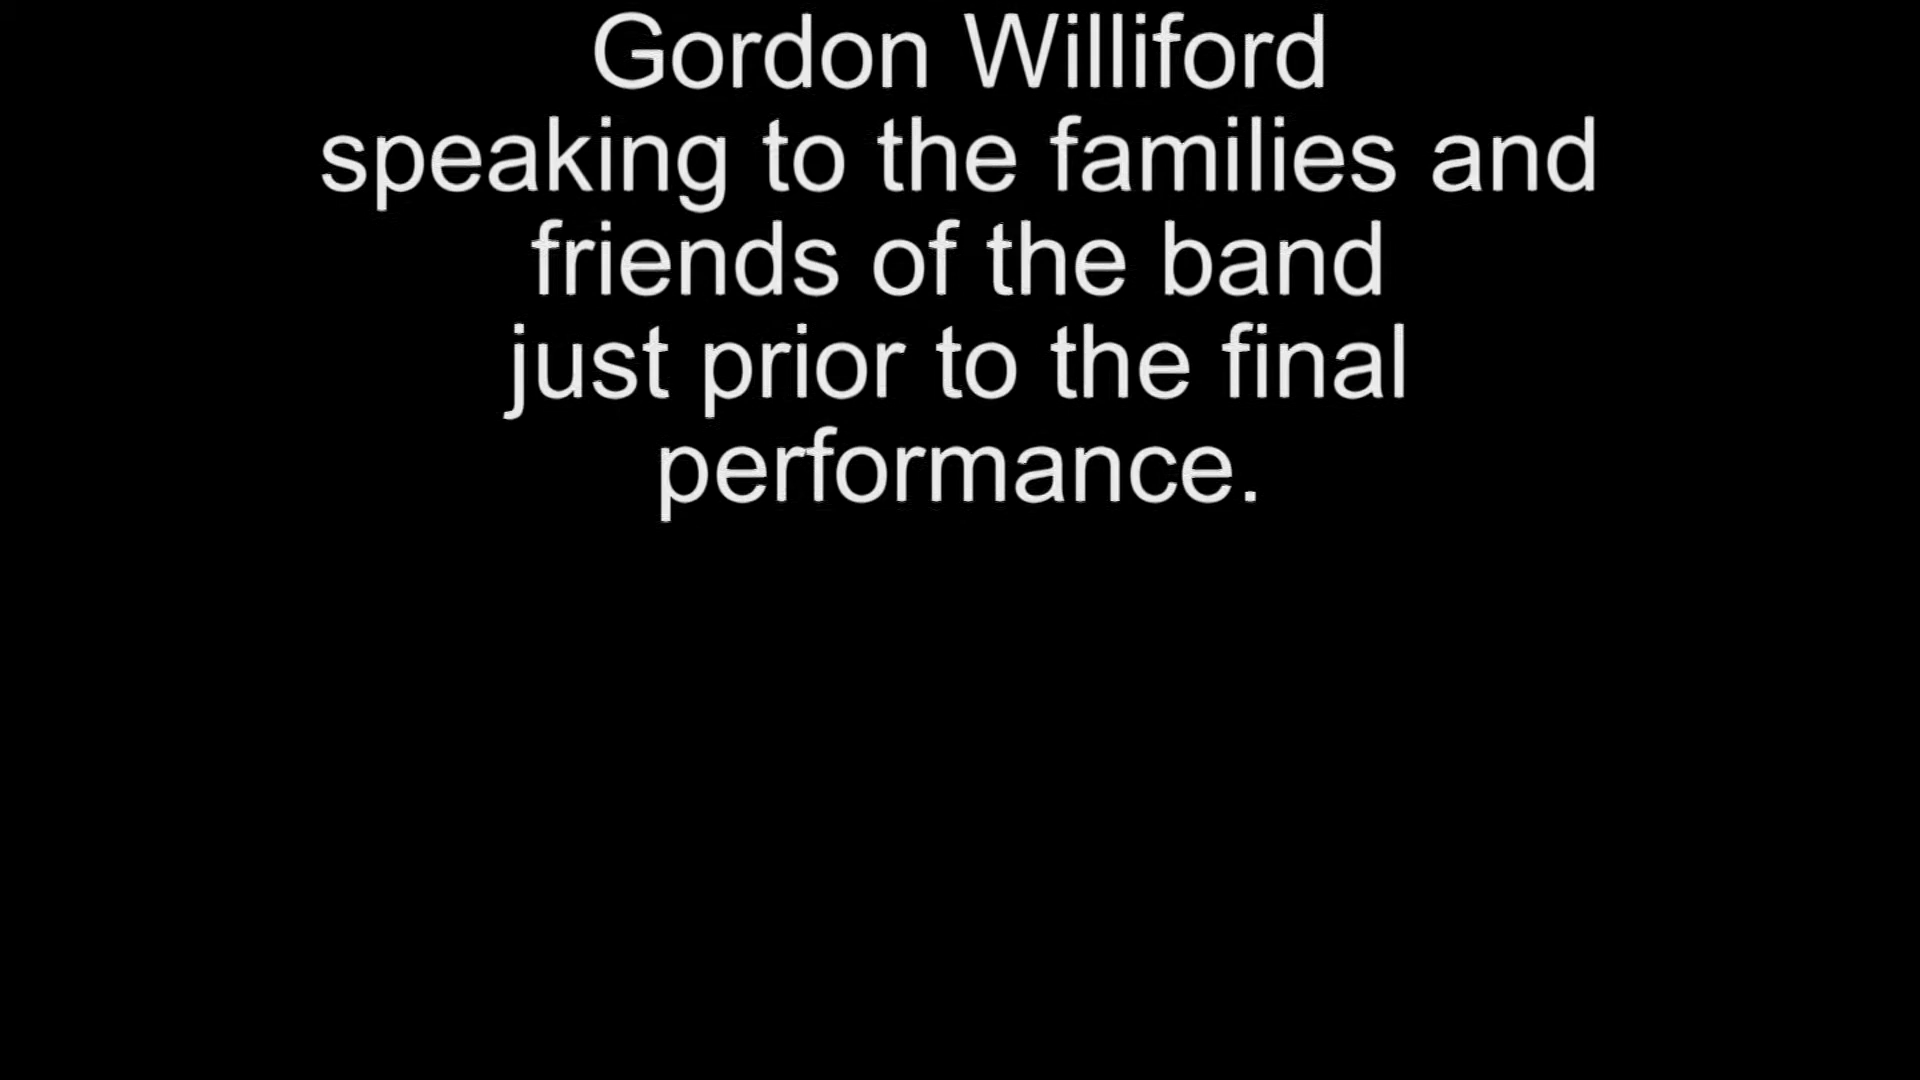 Gordon Williford
speaking to the families and
friends of the band
just prior to the final
performance.